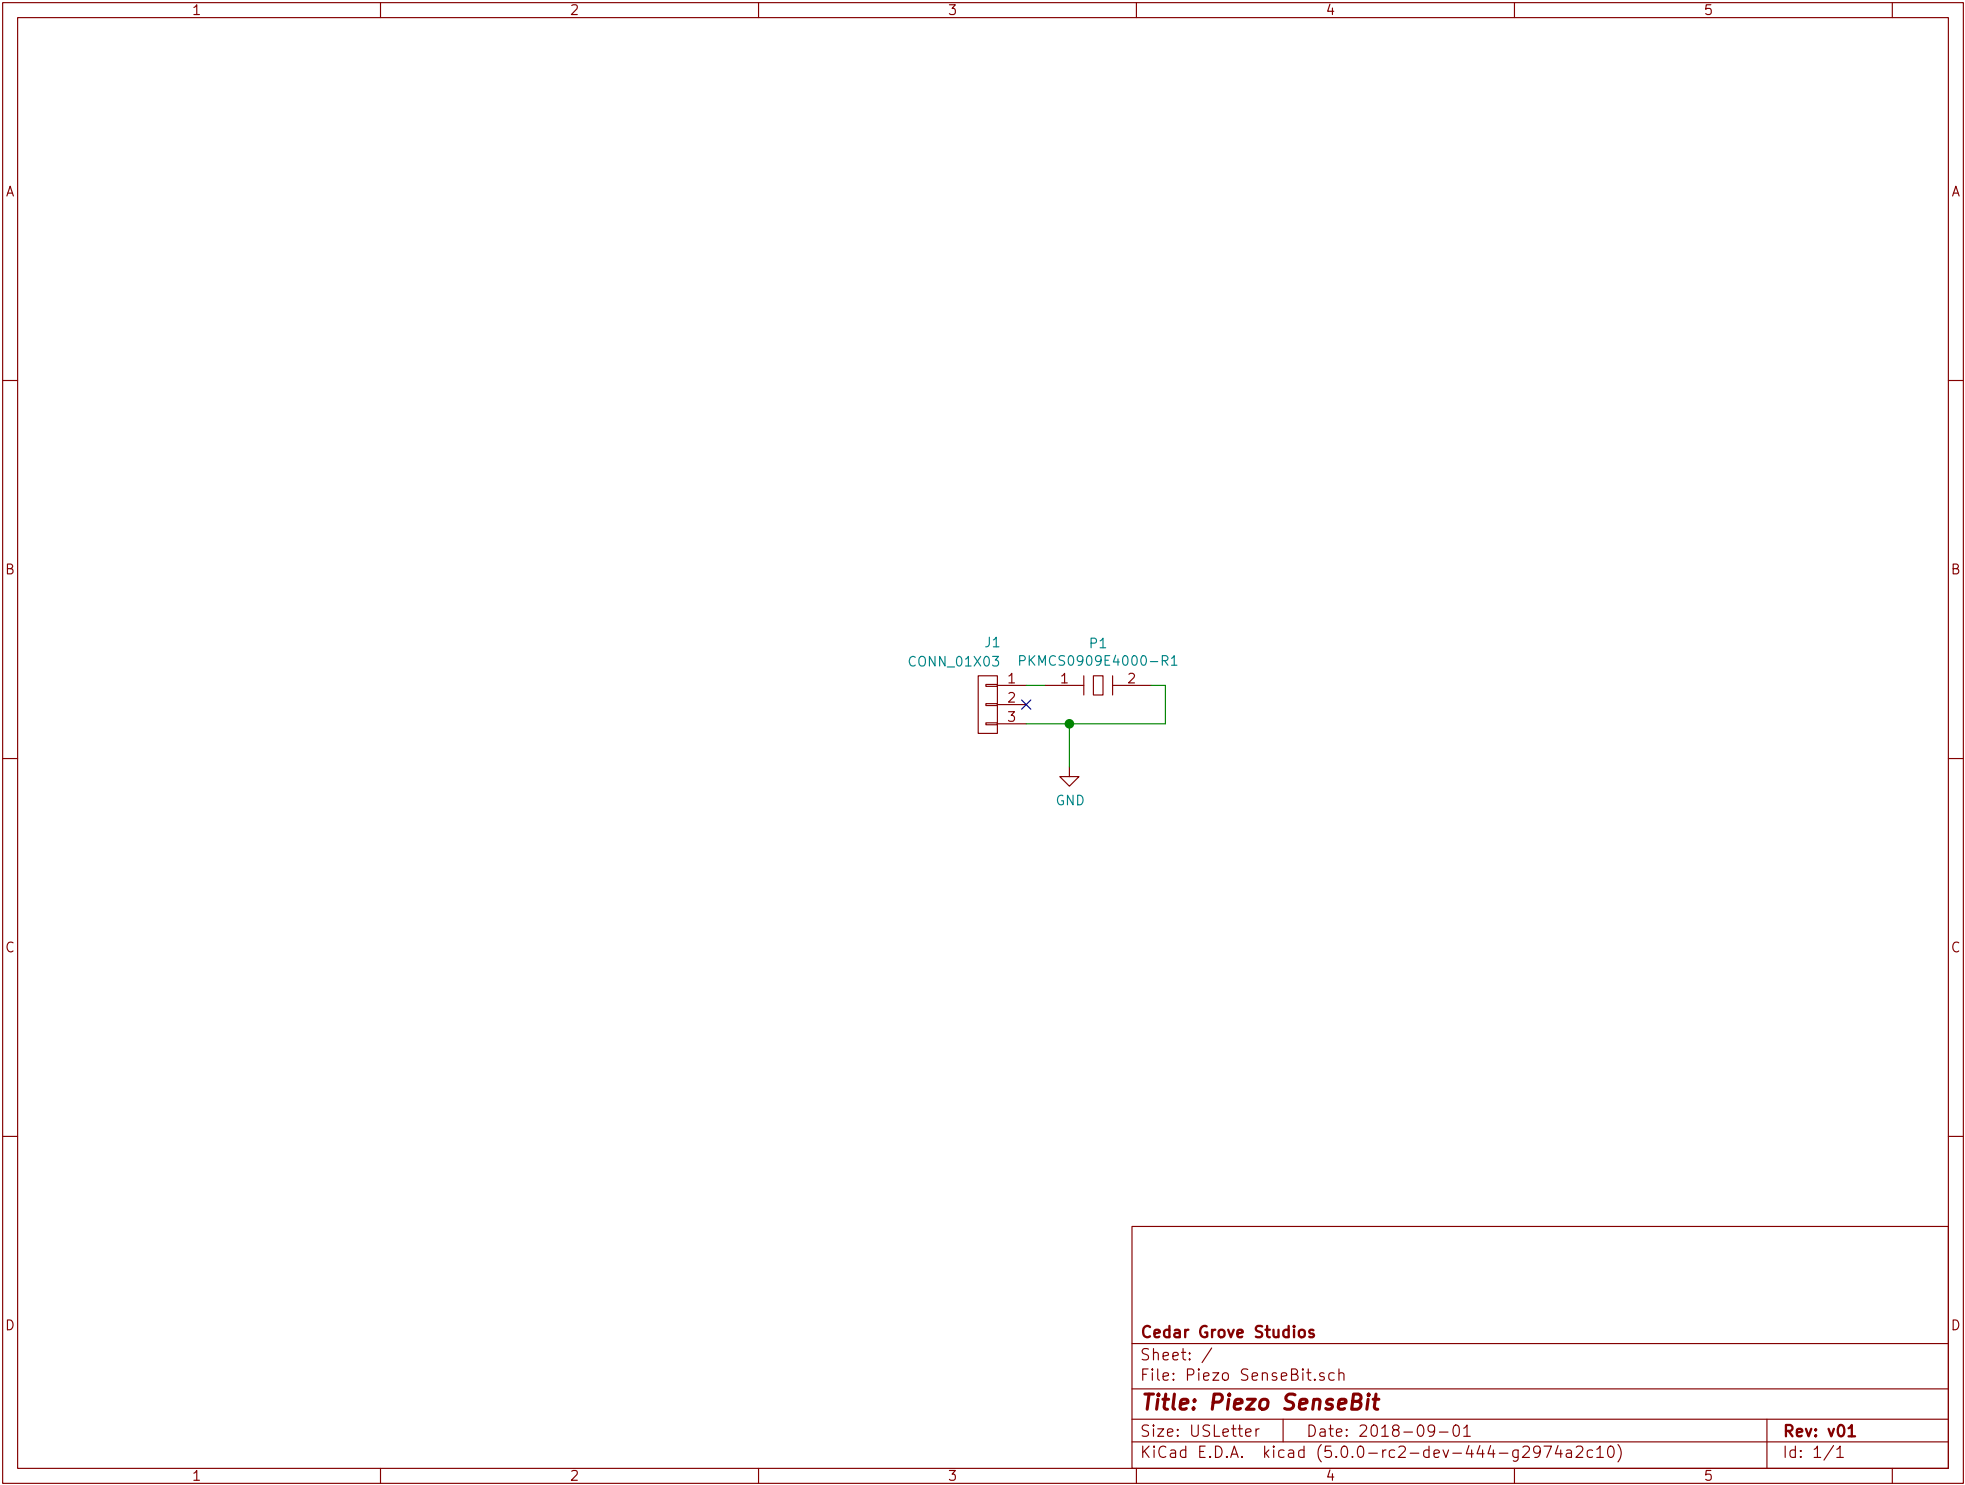 1 2 3 4 5
A A
B B
J1 P1
CONN_01X03 PKMCS0909E4000-R1
1 1 2
2
3
GND
C C
D D
Cedar Grove Studios
Sheet: /
File: Piezo SenseBit.sch
Title: Piezo SenseBit
Size: USLetter Date: 2018-09-01 Rev: v01
KiCad E.D.A. kicad (5.0.0-rc2-dev-444-g2974a2c10) Id: 1/1
1 2 3 4 5